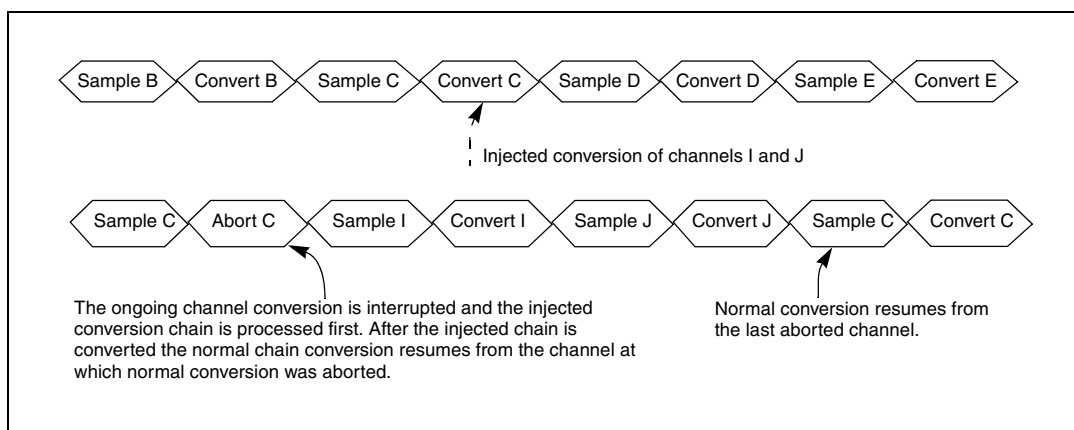 Sample B Convert B Sample C Convert C Sample D Convert D Sample E Convert E
Injected conversion of channels I and J
Sample C Abort C Sample I Convert I Sample J Convert J Sample C Convert C
The ongoing channel conversion is interrupted and the injected
conversion chain is processed first. After the injected chain is
converted the normal chain conversion resumes from the channel at
which normal conversion was aborted.
Normal conversion resumes from
the last aborted channel.